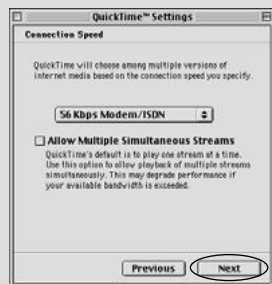 QuickTime™ Settings
Connection Speed
QuickTime will choose among multiple versions of
internet media based on the connection speed you specify.
56 Kbps Modem/ISDN
Allow Multiple Simultaneous Streams
QuickTime's default is to play one stream at a time.
Use this option to allow playback of multiple streams
simultaneously. This may degrade performance if
your available bandwidth is exceeded.
Previous Next